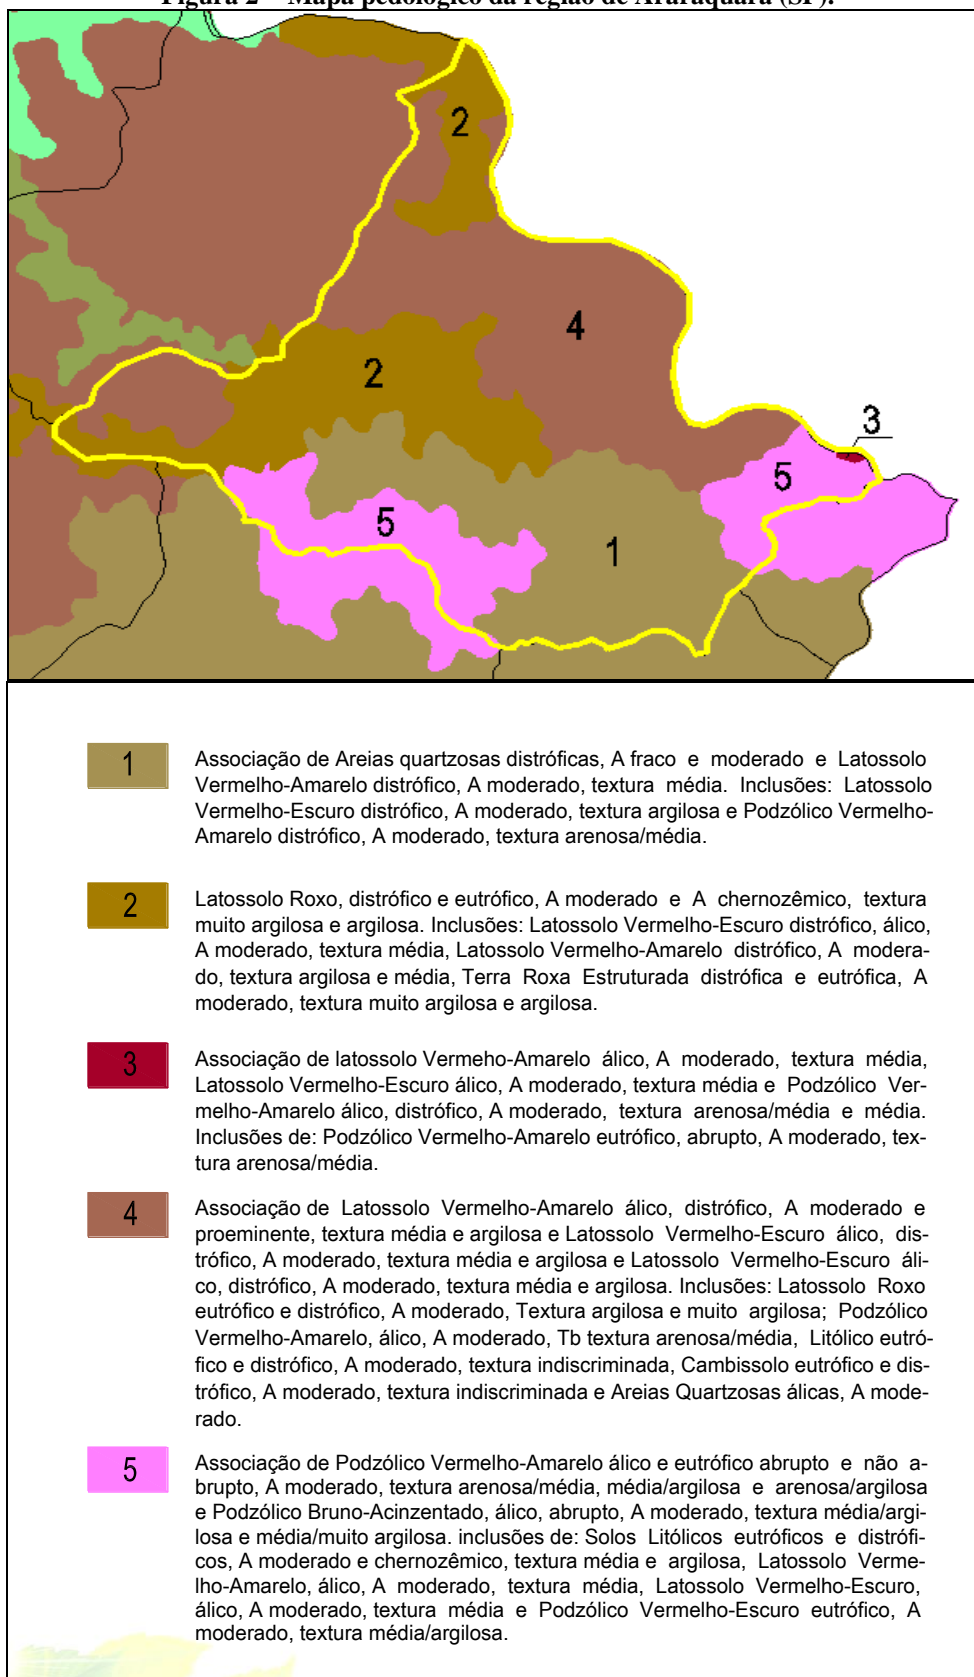 Figura 2 – Mapa pedológico da região de Araraquara (SP).
2
4
2
3
5
5
1
1
Associação de Areias quartzosas distróficas, A fraco e moderado e Latossolo
Vermelho-Amarelo distrófico, A moderado, textura média. Inclusões: Latossolo
Vermelho-Escuro distrófico, A moderado, textura argilosa e Podzólico Vermelho-
Amarelo distrófico, A moderado, textura arenosa/média.
2
Latossolo Roxo, distrófico e eutrófico, A moderado e A chernozêmico, textura
muito argilosa e argilosa. Inclusões: Latossolo Vermelho-Escuro distrófico, álico,
A moderado, textura média, Latossolo Vermelho-Amarelo distrófico, A modera-
do, textura argilosa e média, Terra Roxa Estruturada distrófica e eutrófica, A
moderado, textura muito argilosa e argilosa.
3
Associação de latossolo Vermeho-Amarelo álico, A moderado, textura média,
Latossolo Vermelho-Escuro álico, A moderado, textura média e Podzólico Ver-
melho-Amarelo álico, distrófico, A moderado, textura arenosa/média e média.
Inclusões de: Podzólico Vermelho-Amarelo eutrófico, abrupto, A moderado, tex-
tura arenosa/média.
4
Associação de Latossolo Vermelho-Amarelo álico, distrófico, A moderado e
proeminente, textura média e argilosa e Latossolo Vermelho-Escuro álico, dis-
trófico, A moderado, textura média e argilosa e Latossolo Vermelho-Escuro áli-
co, distrófico, A moderado, textura média e argilosa. Inclusões: Latossolo Roxo
eutrófico e distrófico, A moderado, Textura argilosa e muito argilosa; Podzólico
Vermelho-Amarelo, álico, A moderado, Tb textura arenosa/média, Litólico eutró-
fico e distrófico, A moderado, textura indiscriminada, Cambissolo eutrófico e dis-
trófico, A moderado, textura indiscriminada e Areias Quartzosas álicas, A mode-
rado.
5
Associação de Podzólico Vermelho-Amarelo álico e eutrófico abrupto e não a-
brupto, A moderado, textura arenosa/média, média/argilosa e arenosa/argilosa
e Podzólico Bruno-Acinzentado, álico, abrupto, A moderado, textura média/argi-
losa e média/muito argilosa. inclusões de: Solos Litólicos eutróficos e distrófi-
cos, A moderado e chernozêmico, textura média e argilosa, Latossolo Verme-
lho-Amarelo, álico, A moderado, textura média, Latossolo Vermelho-Escuro,
álico, A moderado, textura média e Podzólico Vermelho-Escuro eutrófico, A
moderado, textura média/argilosa.